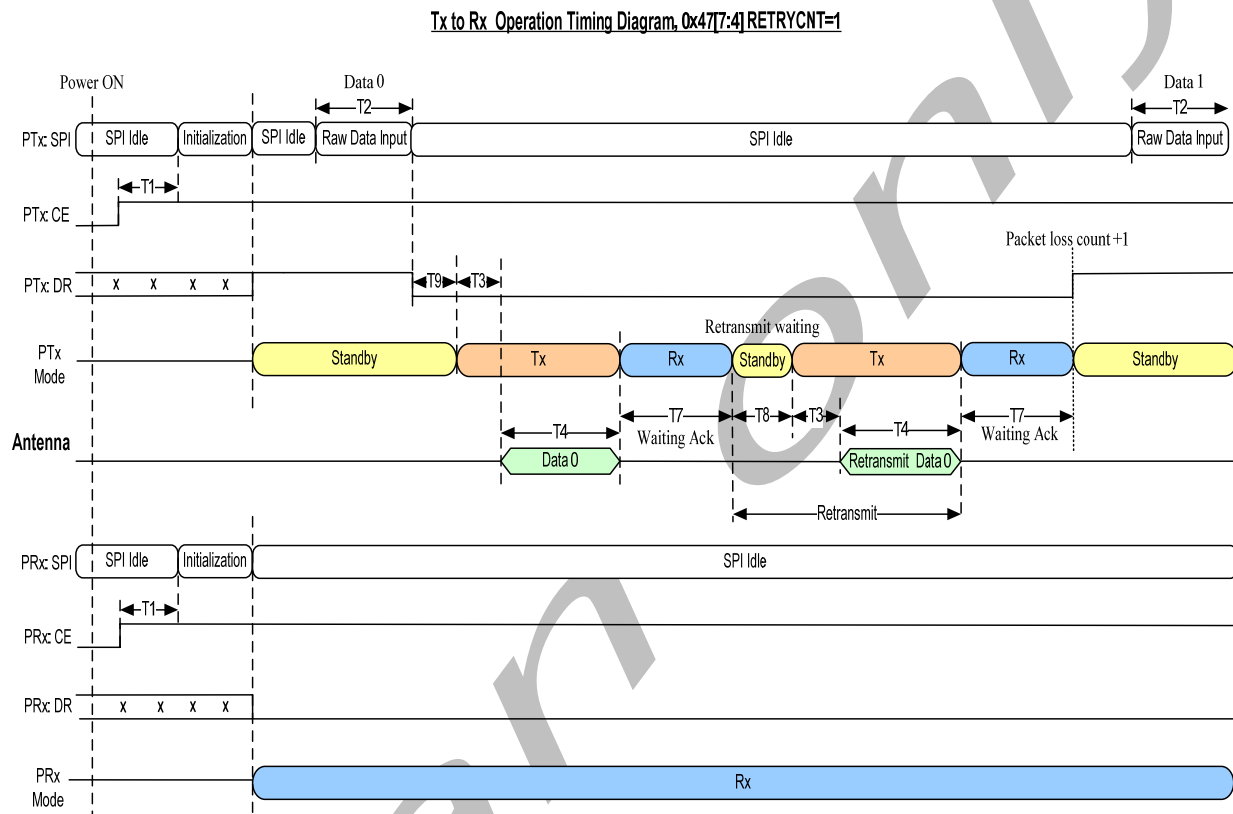 Tx to Rx Operation Timing Diagram, 0x47[7:4] RETRYCNT=1
Power ON
Data 0
Data 1
T2
T2
PTx: SPI
SPI Idle
Initialization
SPI Idle
Raw Data Input
SPI Idle
Raw Data Input
T1
PTx: CE
Packet loss count +1
PTx: DR
x x x x
T9
T3
Retransmit waiting
PTx
Mode
Standby
Tx
Rx
Standby
Tx
Rx
Standby
T4
T7
T8
T3
T4
T7
Waiting Ack
Waiting Ack
Antenna
Data 0
Retransmit Data 0
Retransmit
PRx: SPI
SPI Idle
Initialization
SPI Idle
T1
PRx: CE
PRx: DR
x x x x
PRx
Mode
Rx